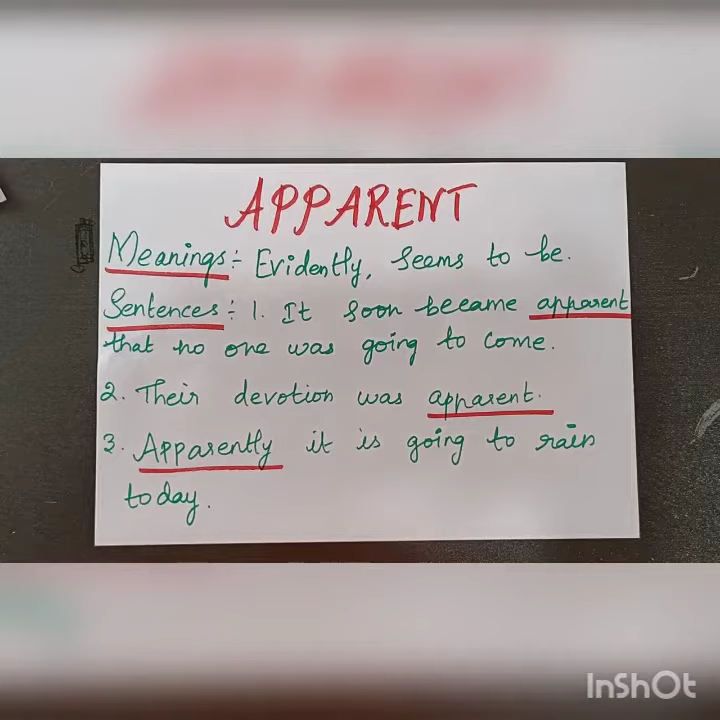 APPARENT
Meanings:- Evidently, seems to be.
Sentences:- 1. It soon became apparent
that no one was going to come.
2. Their devotion was apparent.
3. Apparently it is going to rain
today.
InShOt